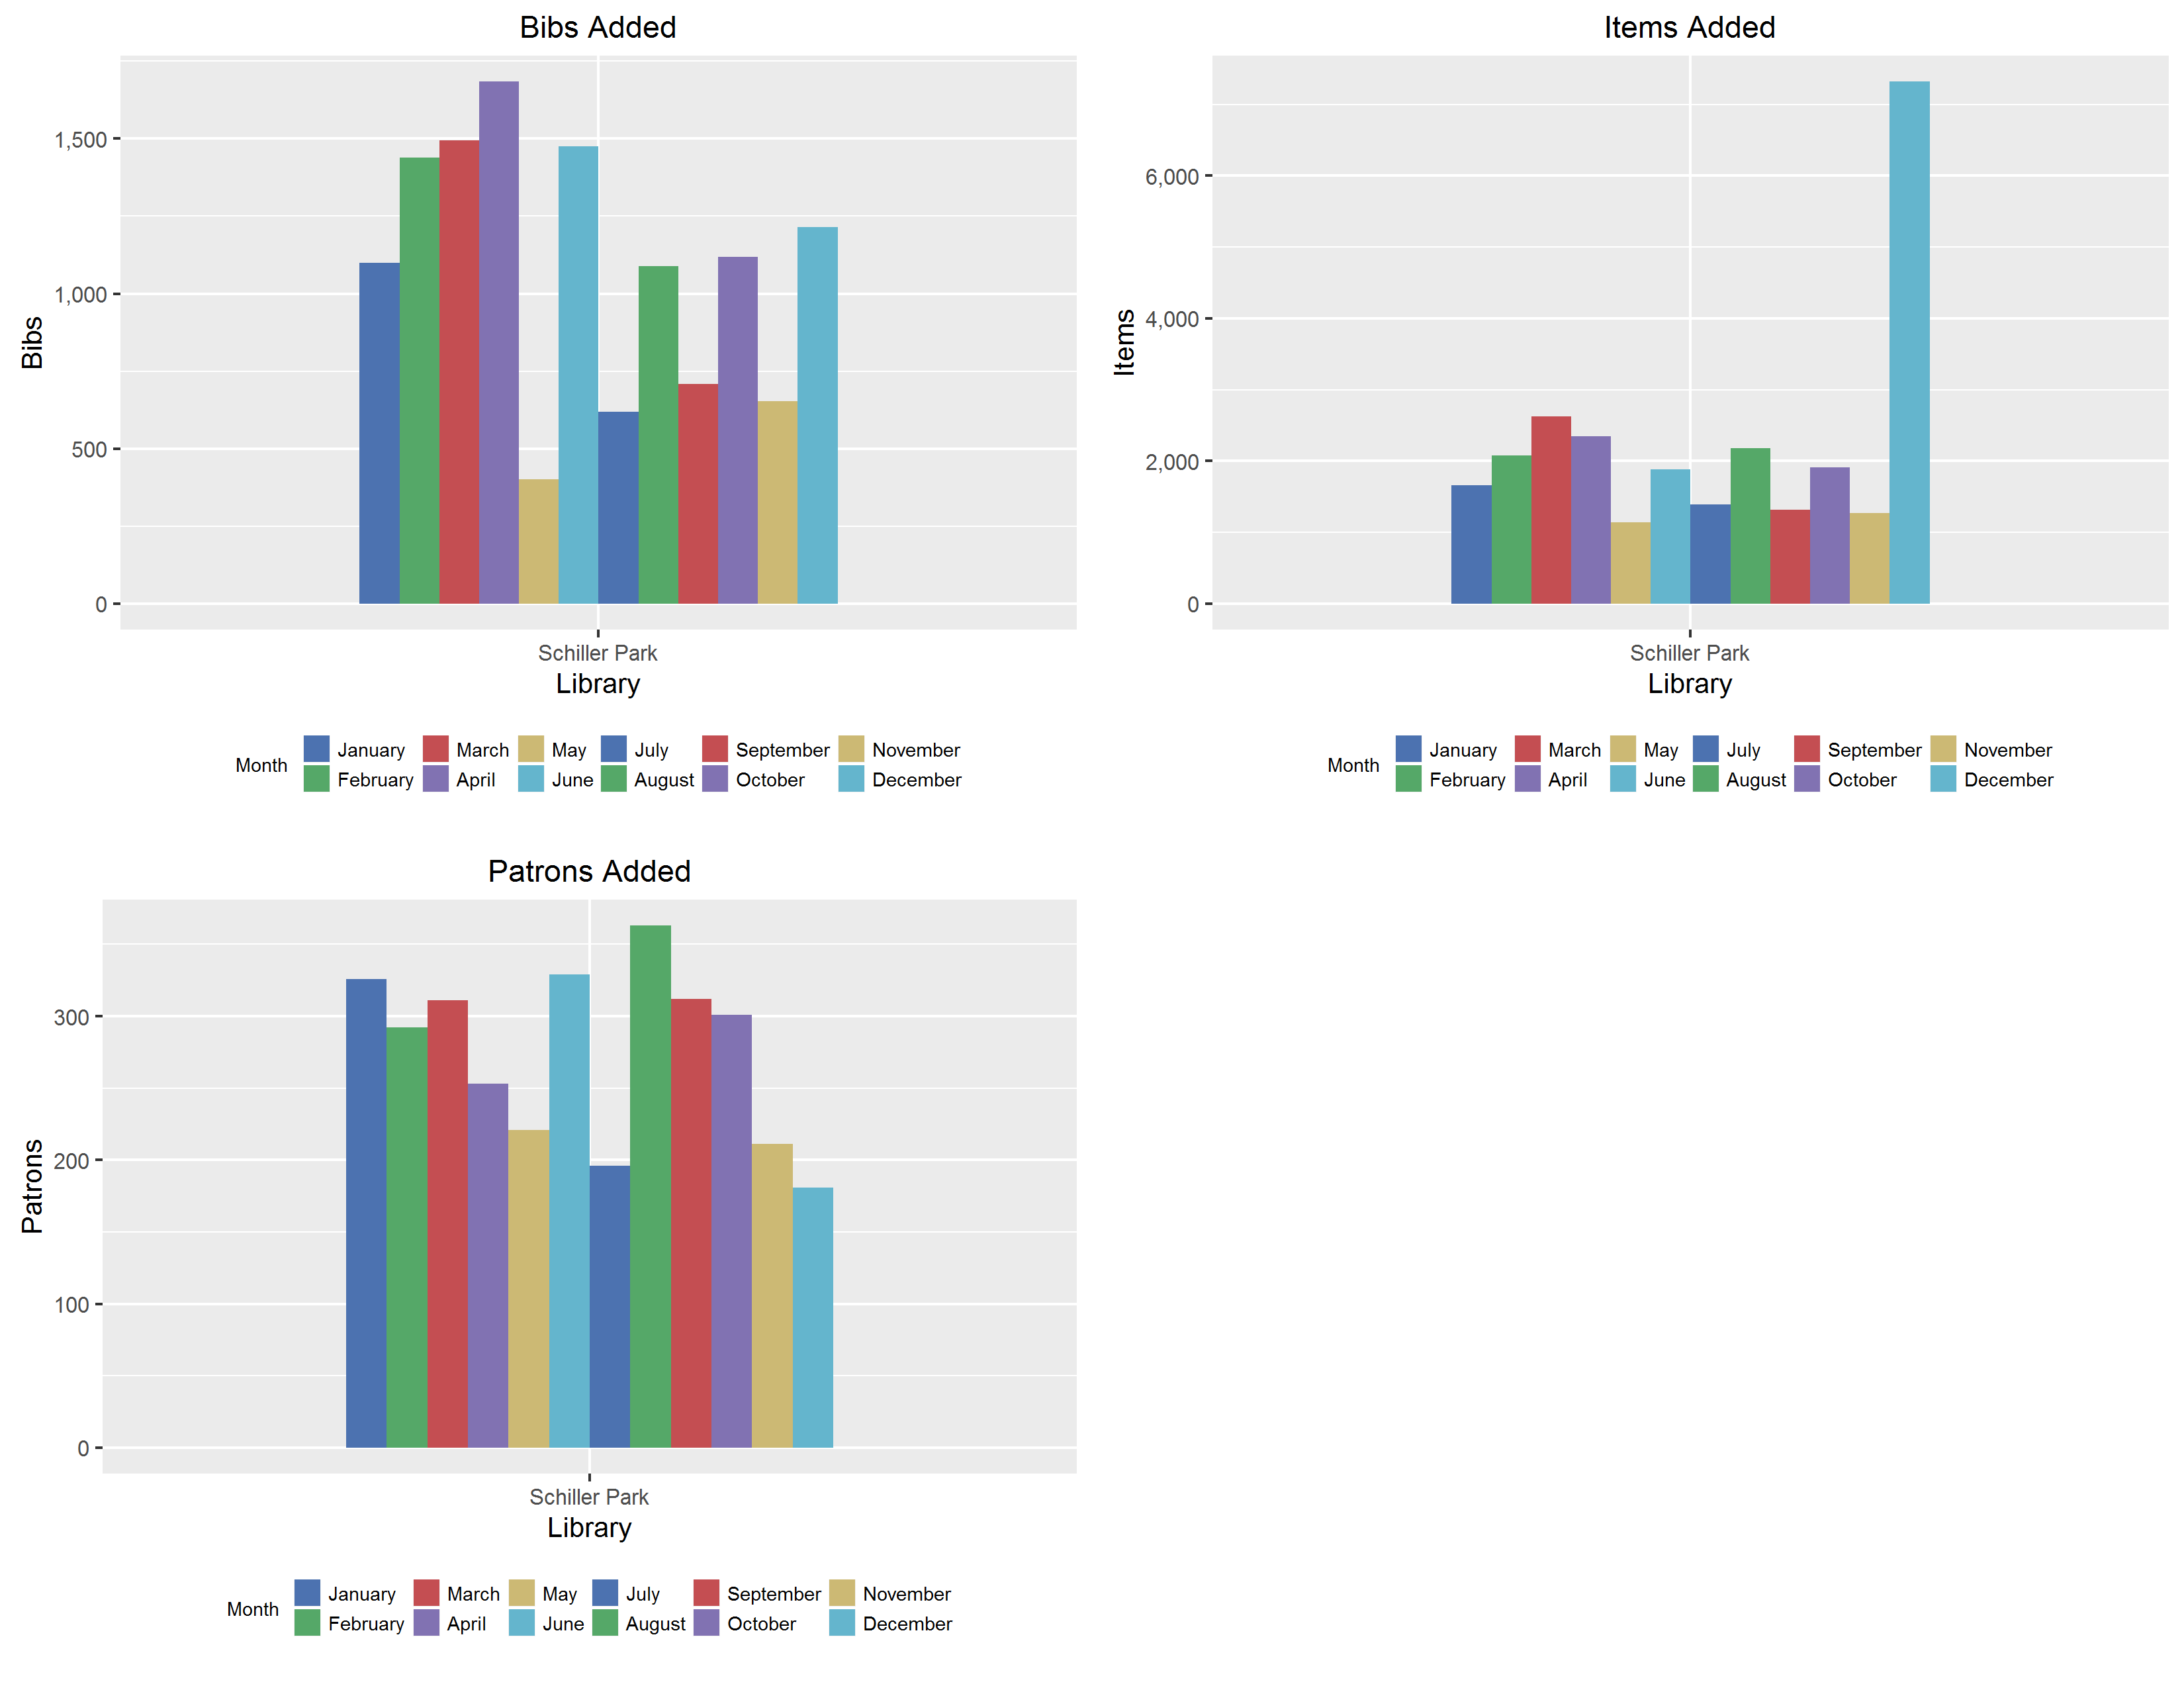 Bibs Added
Bibs
1,500
1,000
500
0
Schiller Park
Library
Month
January March May July September November
February April June August October December
Items Added
Items
6,000
4,000
2,000
0
Schiller Park
Library
Month
January March May July September November
February April June August October December
Patrons Added
Patrons
300
200
100
0
Schiller Park
Library
Month
January March May July September November
February April June August October December